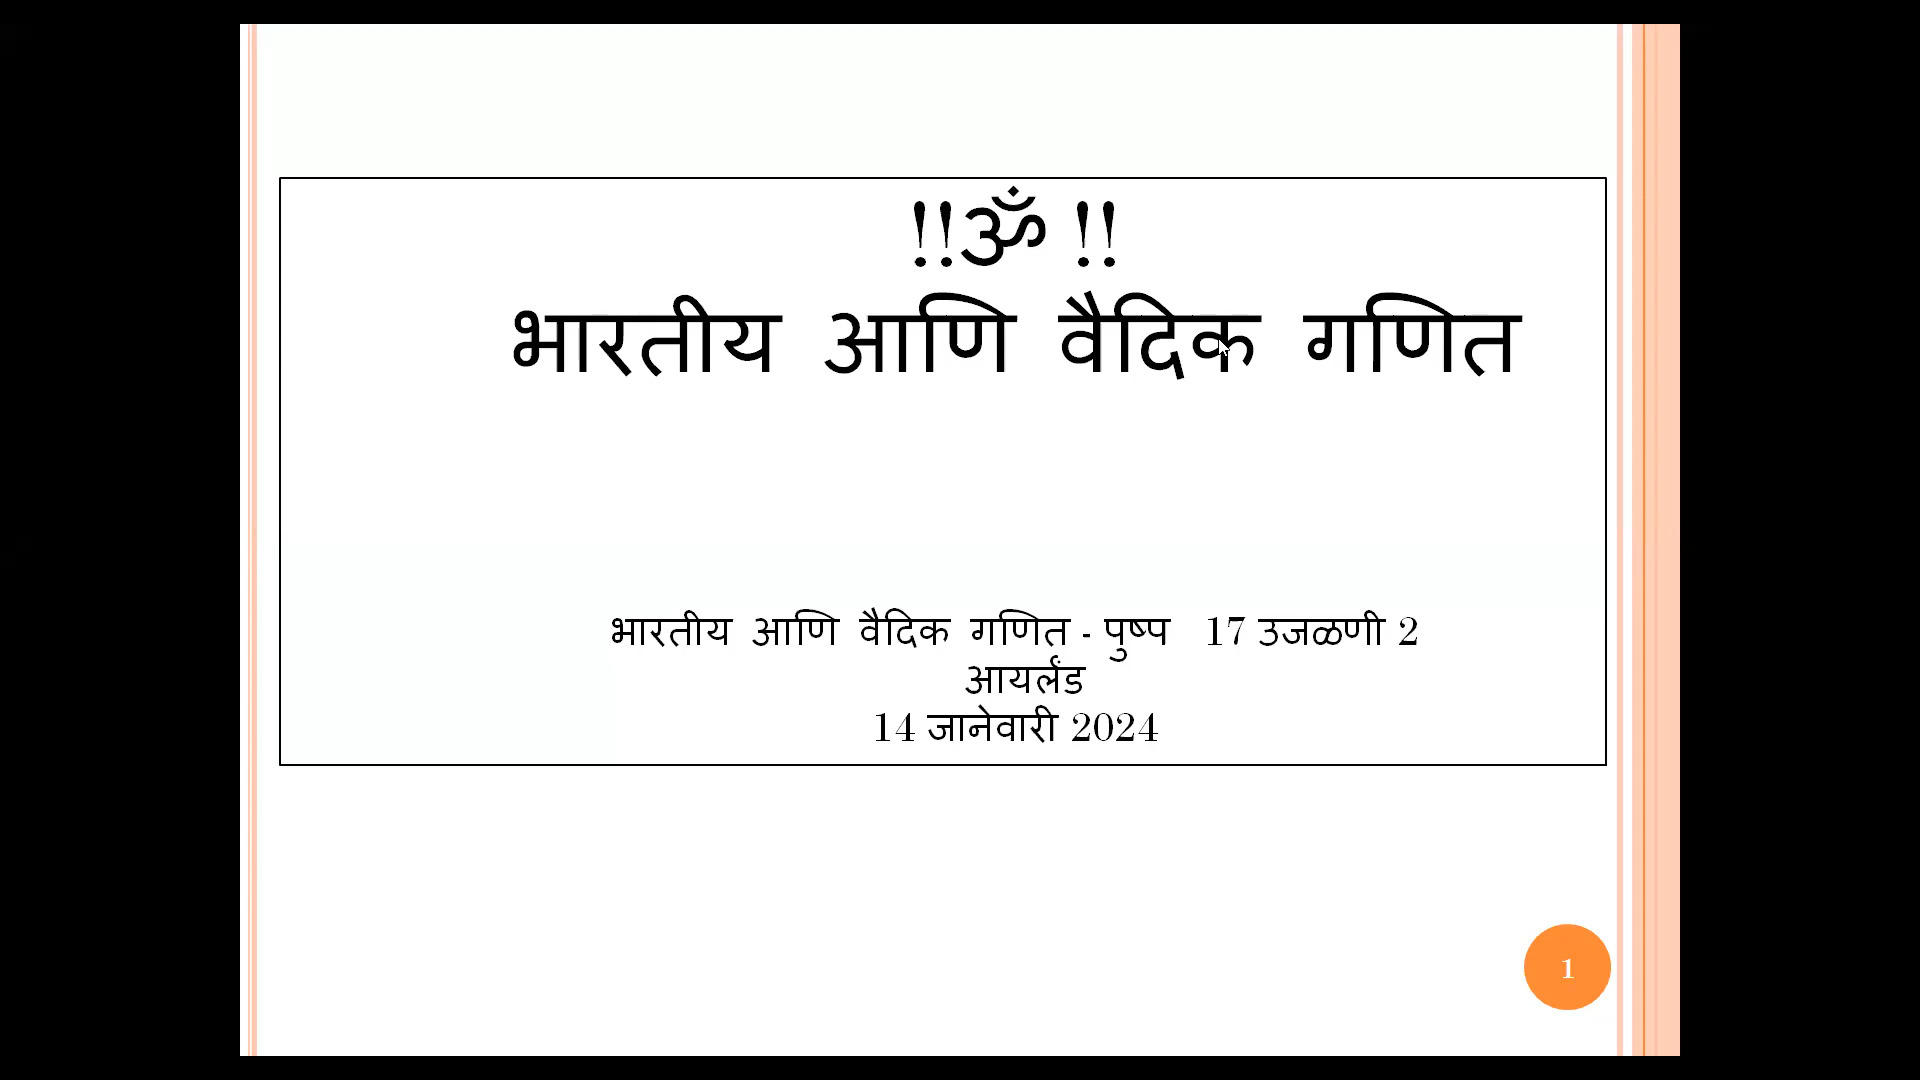 !!ॐ !!
भारतीय आणि वैदिक गणित
भारतीय आणि वैदिक गणित - पुष्प 17 उजळणी 2
आयर्लंड
14 जानेवारी 2024
1